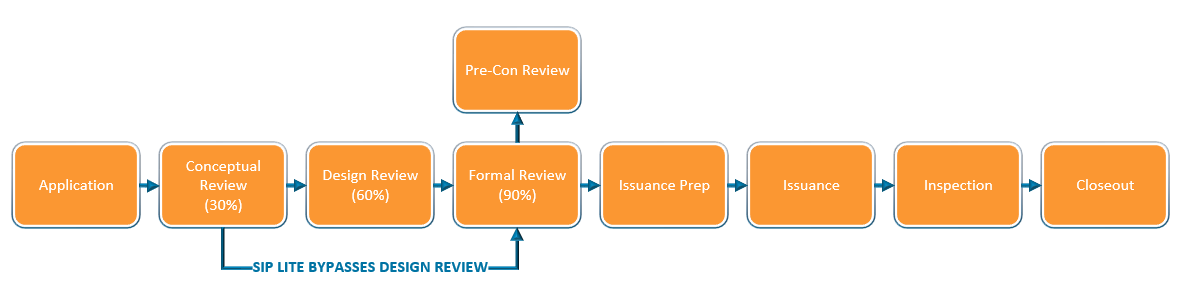 Pre-Con Review
Application
Conceptual
Review
(30%)
Design Review
(60%)
Formal Review
(90%)
Issuance Prep
Issuance
Inspection
Closeout
SIP LITE BYPASSES DESIGN REVIEW